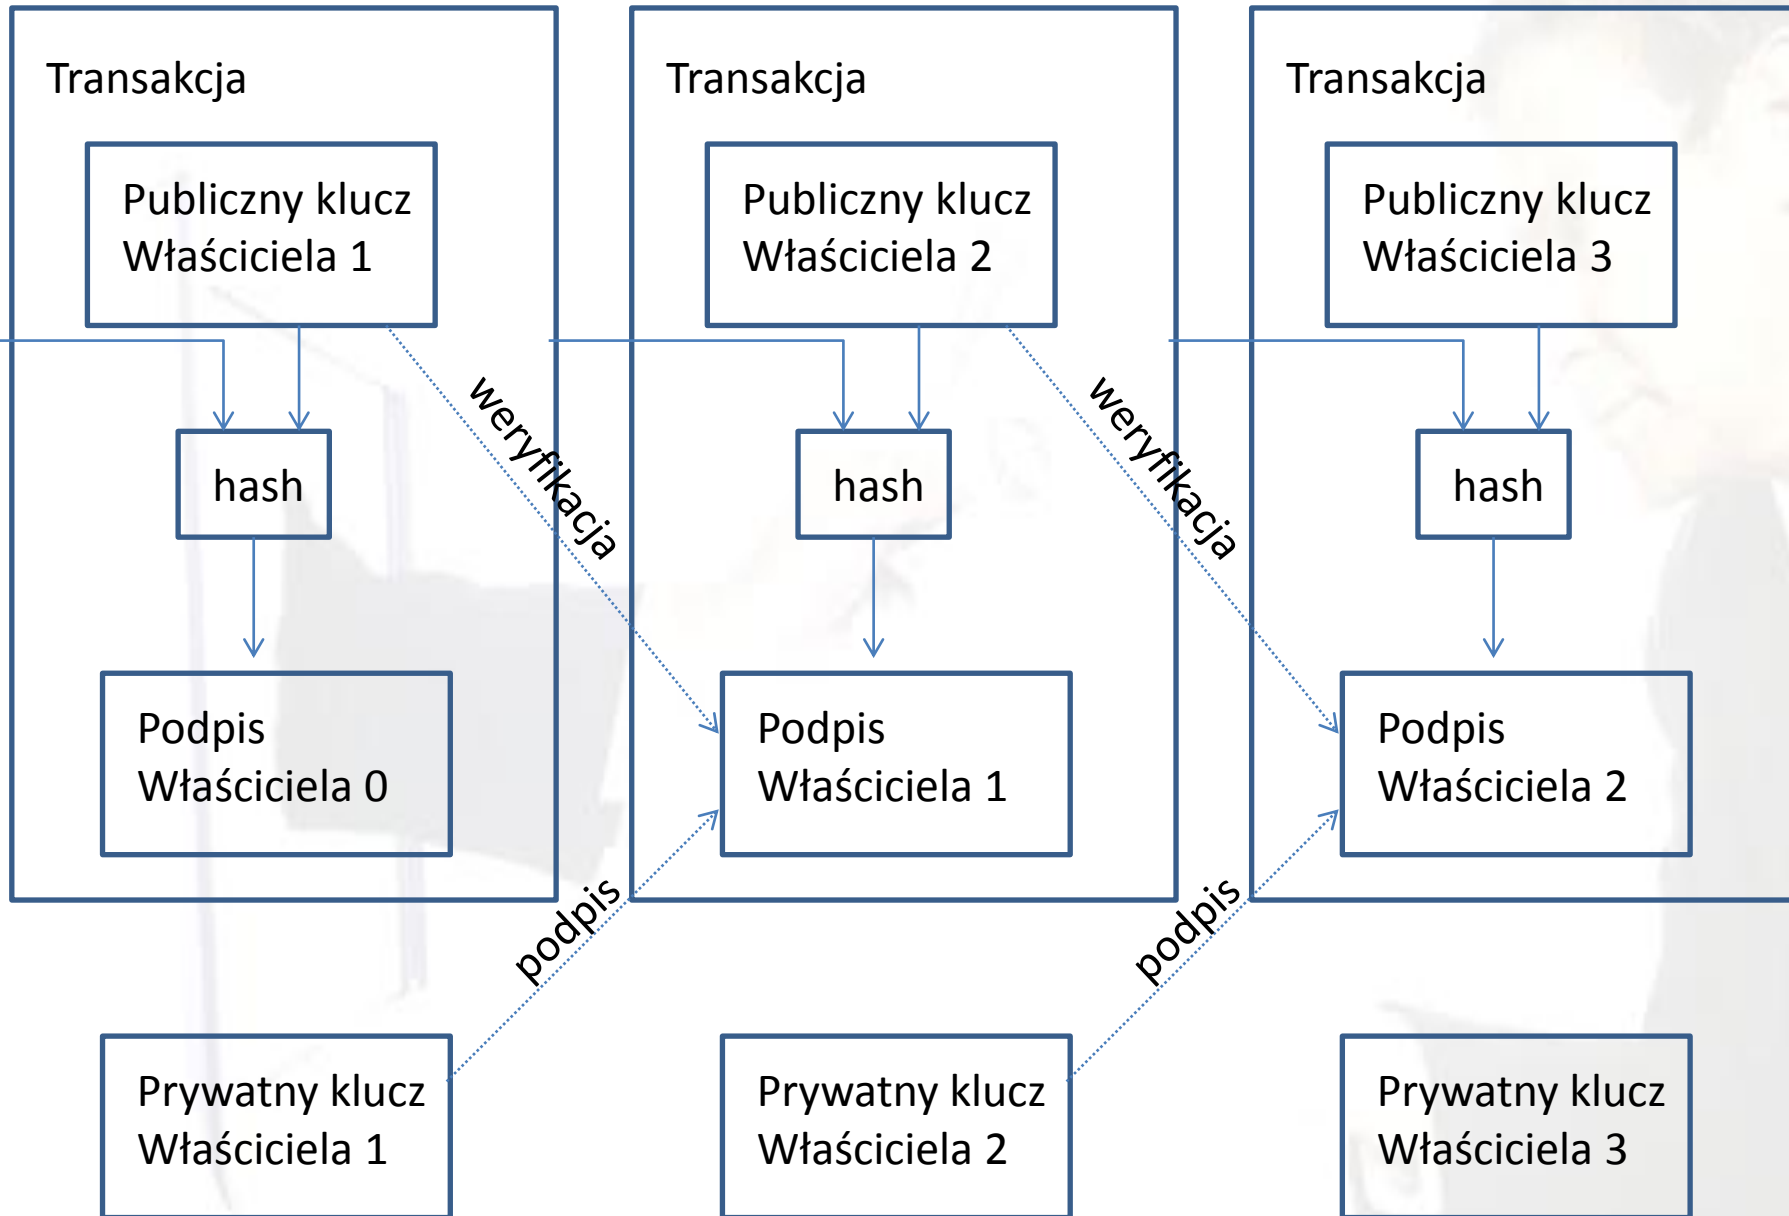 Transakcja
Publiczny klucz
Właściciela 1
hash
Podpis
Właściciela 0
Prywatny klucz
Właściciela 1
weryfikacja
podpis
Transakcja
Publiczny klucz
Właściciela 2
hash
Podpis
Właściciela 1
Prywatny klucz
Właściciela 2
weryfikacja
podpis
Transakcja
Publiczny klucz
Właściciela 3
hash
Podpis
Właściciela 2
Prywatny klucz
Właściciela 3